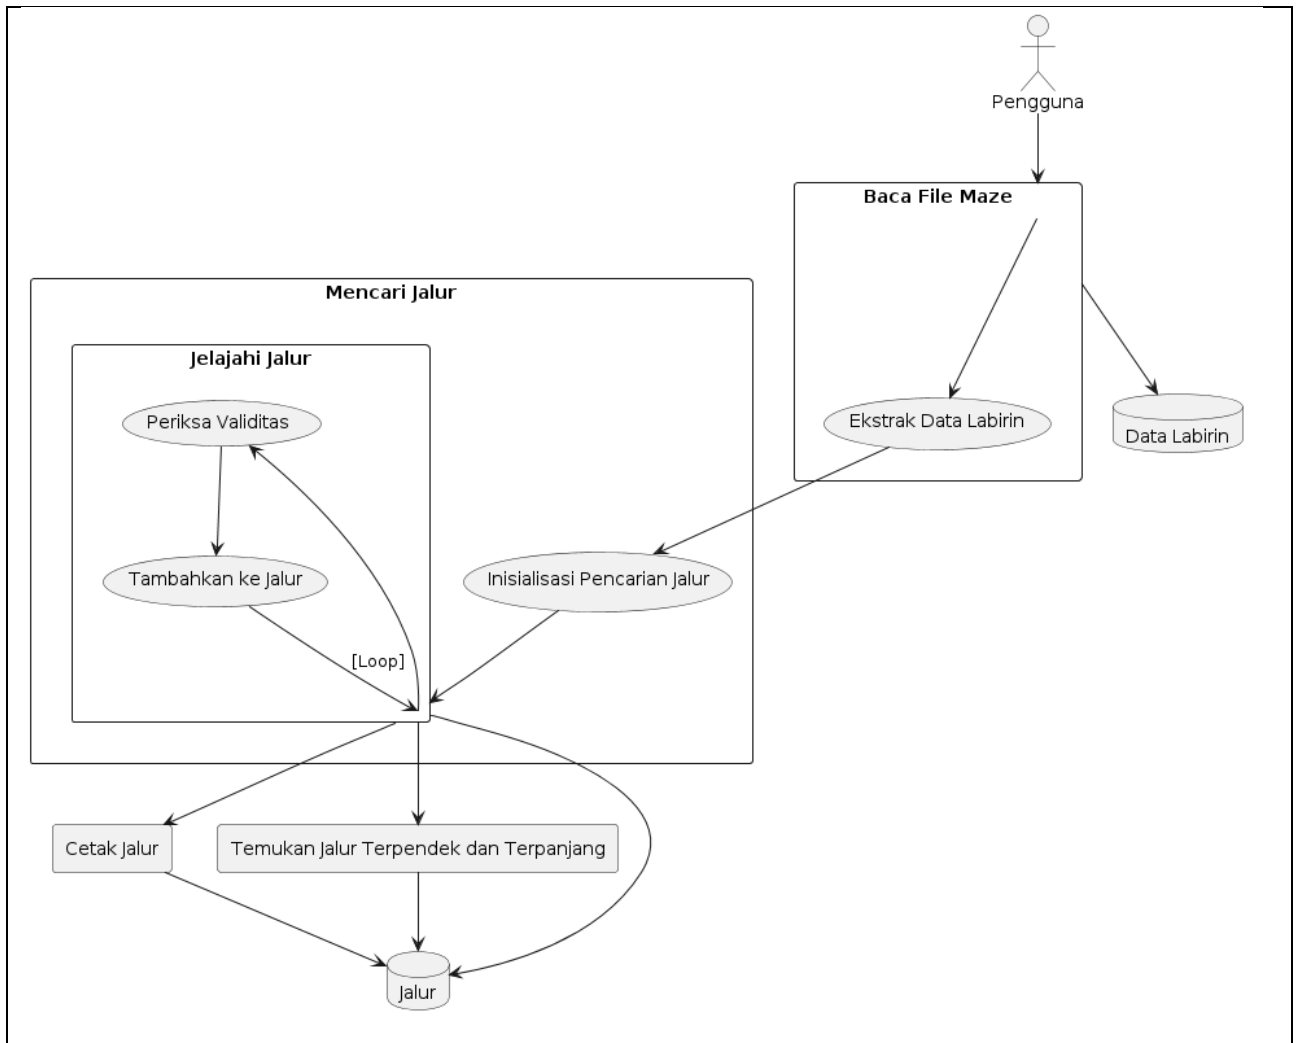 Pengguna
Baca File Maze
Mencari Jalur
Jelajahi Jalur
Periksa Validitas
Ekstrak Data Labirin
Data Labirin
Tambahkan ke Jalur
Inisialisasi Pencarian Jalur
[Loop]
Cetak Jalur
Temukan Jalur Terpendek dan Terpanjang
Jalur